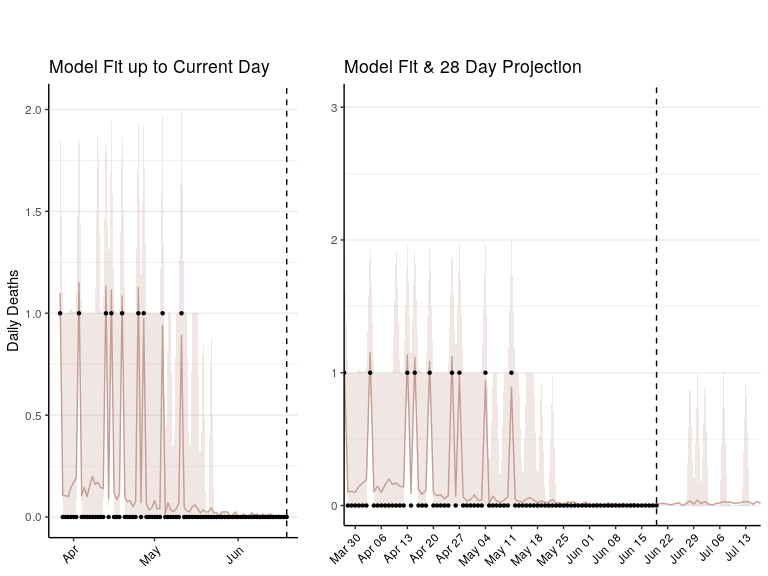 Model Fit up to Current Day
Model Fit & 28 Day Projection
Daily Deaths
2.0
1.5
1.0
0.5
0.0
Apr
May
Jun
3
2
1
0
Mar 30
Apr 06
Apr 13
Apr 20
Apr 27
May 04
May 11
May 18
May 25
Jun 01
Jun 08
Jun 15
Jun 22
Jun 29
Jul 06
Jul 13